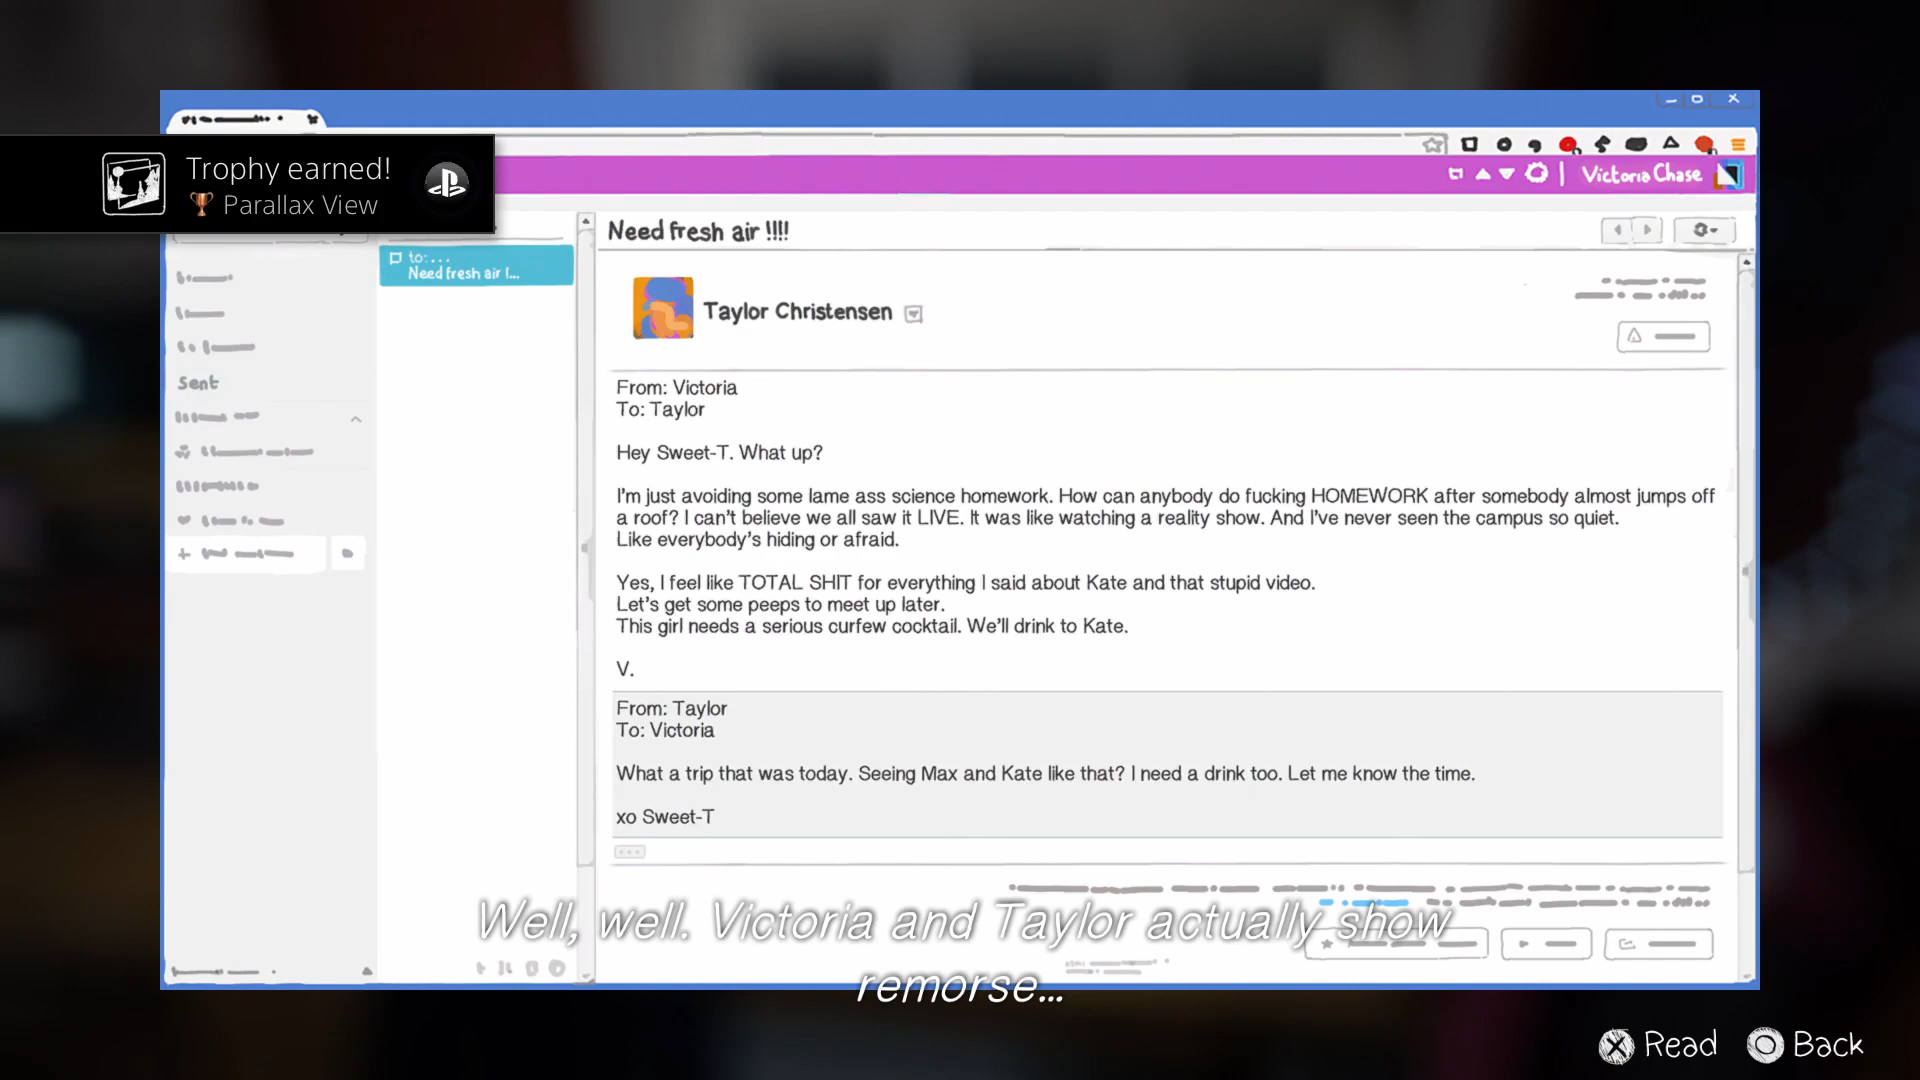 Trophy earned!
Parallax View
Victoria Chase
Need fresh air !!!!
to:...
Need fresh air !...
Taylor Christensen
Sent
From: Victoria
To: Taylor
Hey Sweet-T. What up?
I'm just avoiding some lame ass science homework. How can anybody do fucking HOMEWORK after somebody almost jumps off
a roof? I can't believe we all saw it LIVE. It was like watching a reality show. And I've never seen the campus so quiet.
Like everybody's hiding or afraid.
Yes, I feel like TOTAL SHIT for everything I said about Kate and that stupid video.
Let's get some peeps to meet up later.
This girl needs a serious curfew cocktail. We'll drink to Kate.
V.
From: Taylor
To: Victoria
What a trip that was today. Seeing Max and Kate like that? I need a drink too. Let me know the time.
xo Sweet-T
Well, well. Victoria and Taylor actually show
remorse...
Read
Back